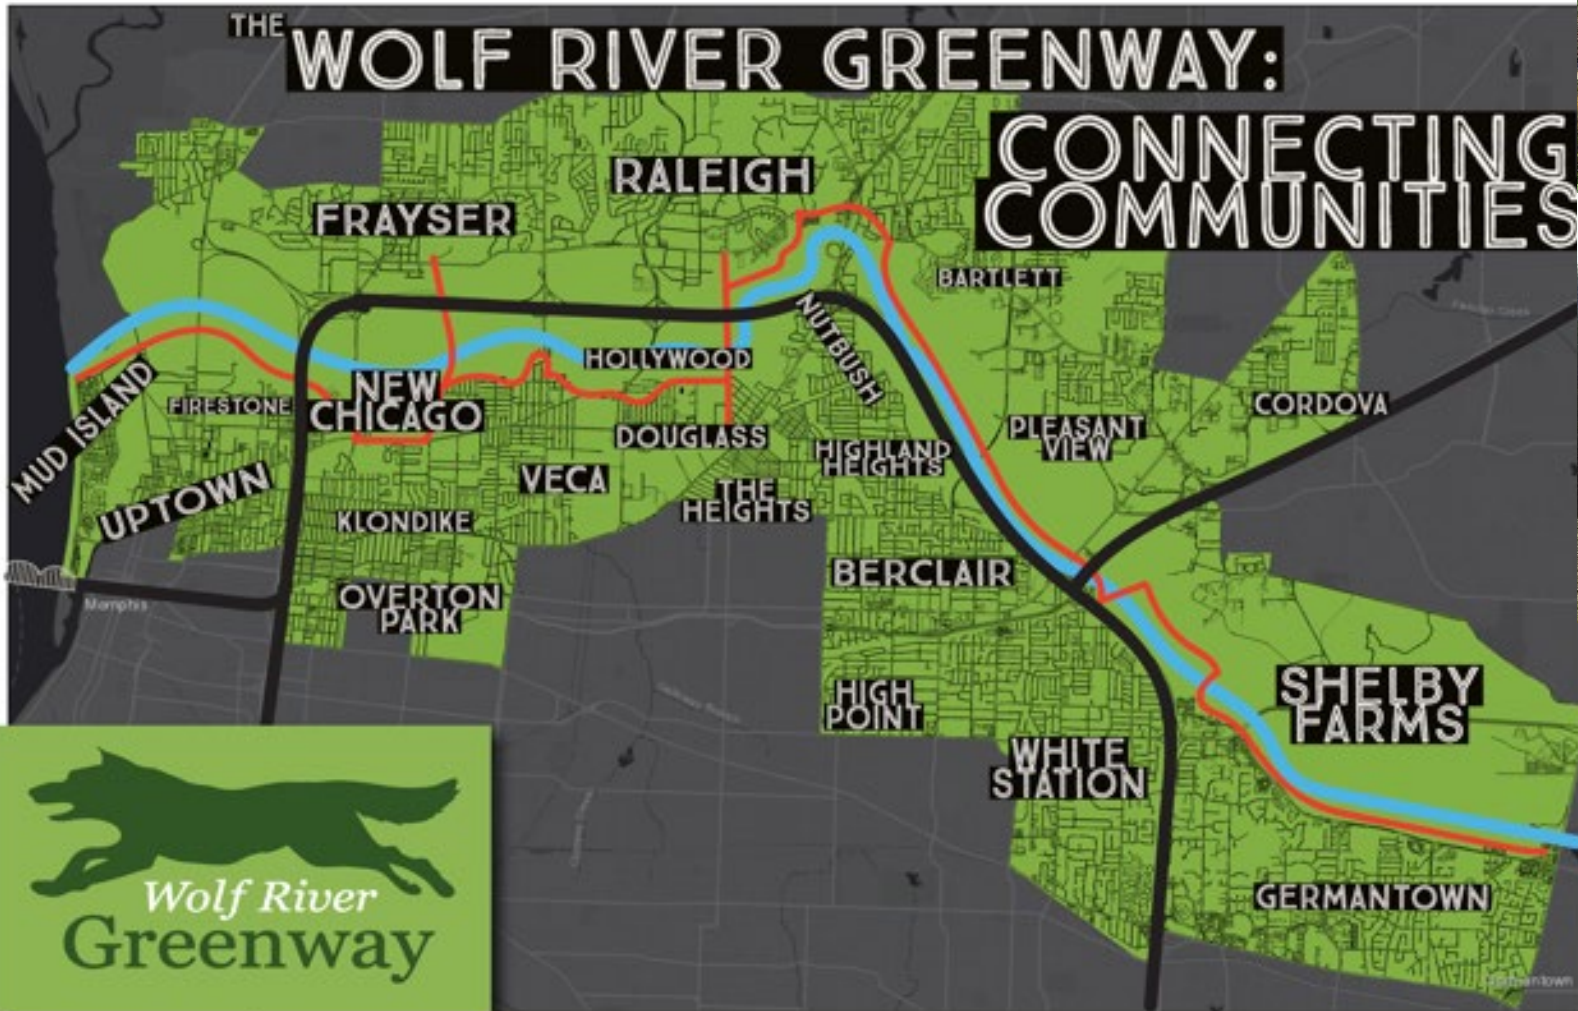 THE
WOLF RIVER GREENWAY:
CONNECTING
COMMUNITIES
RALEIGH
FRAYSER
BARTLETT
NUTBUSH
HOLLYWOOD
MUD ISLAND
FIRESTONE
NEW
CHICAGO
CORDOVA
PLEASANT
VIEW
DOUGLASS
HIGHLAND
HEIGHTS
UPTOWN
VECA
THE
HEIGHTS
KLONDIKE
BERCLAIR
OVERTON
PARK
Memphis
SHELBY
FARMS
HIGH
POINT
WHITE
STATION
GERMANTOWN
Wolf River
Greenway